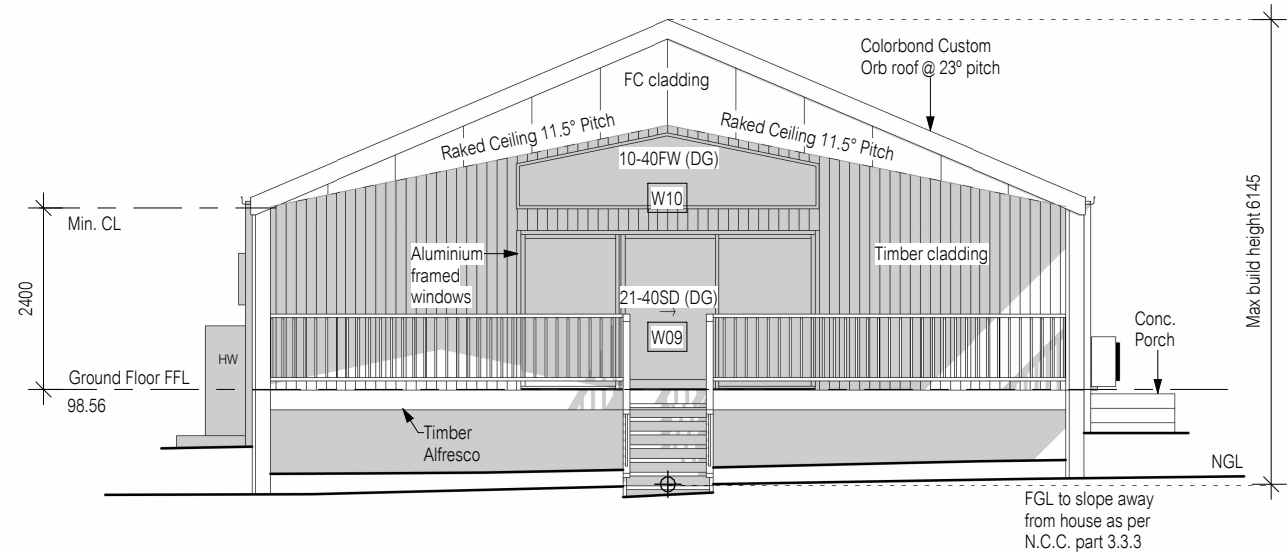 Colorbond Custom
Orb roof @ 23º pitch
FC cladding
Raked Ceiling 11.5° Pitch
Raked Ceiling 11.5° Pitch
10-40FW (DG)
W10
Min. CL
Aluminium
framed
windows
Timber cladding
2400
Max build height 6145
21-40SD (DG)
→
W09
HW
Conc.
Porch
Ground Floor FFL
98.56
Timber
Alfresco
NGL
FGL to slope away
from house as per
N.C.C. part 3.3.3